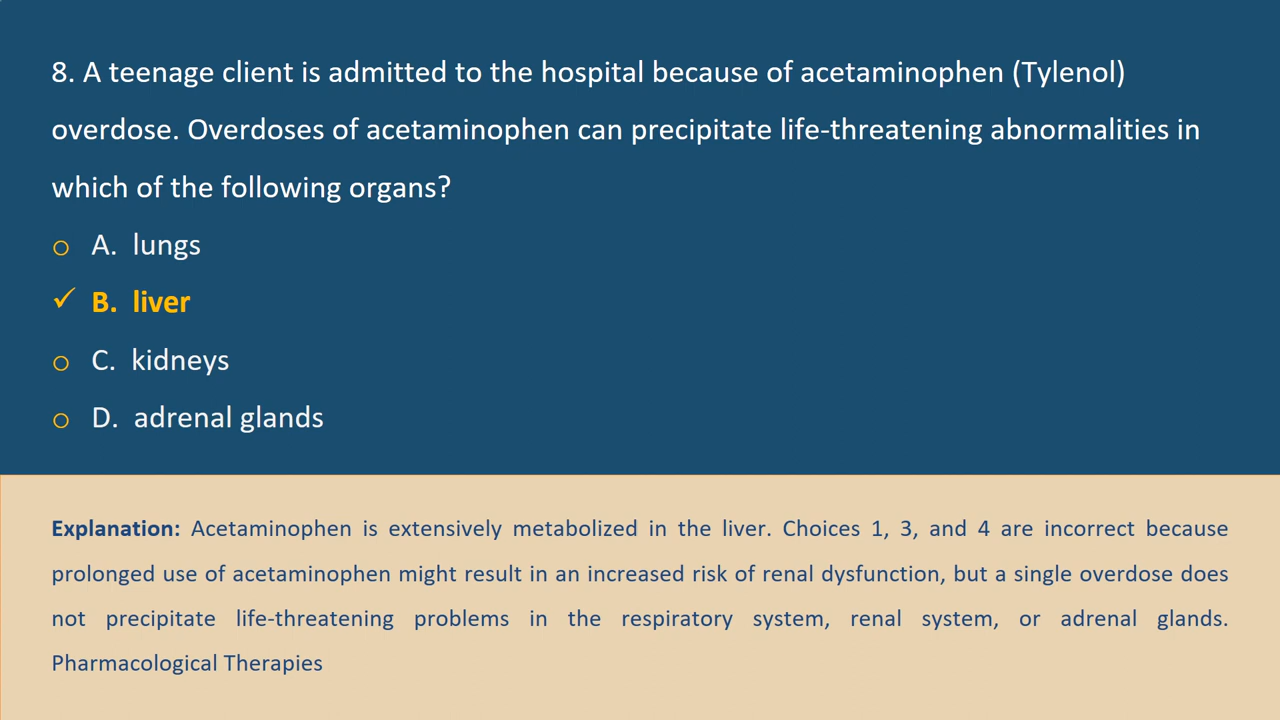 8. A teenage client is admitted to the hospital because of acetaminophen (Tylenol)
overdose. Overdoses of acetaminophen can precipitate life-threatening abnormalities in
which of the following organs?
o A. lungs
✓ B. liver
o C. kidneys
o D. adrenal glands
Explanation: Acetaminophen is extensively metabolized in the liver. Choices 1, 3, and 4 are incorrect because
prolonged use of acetaminophen might result in an increased risk of renal dysfunction, but a single overdose does
not precipitate life-threatening problems in the respiratory system, renal system, or adrenal glands.
Pharmacological Therapies